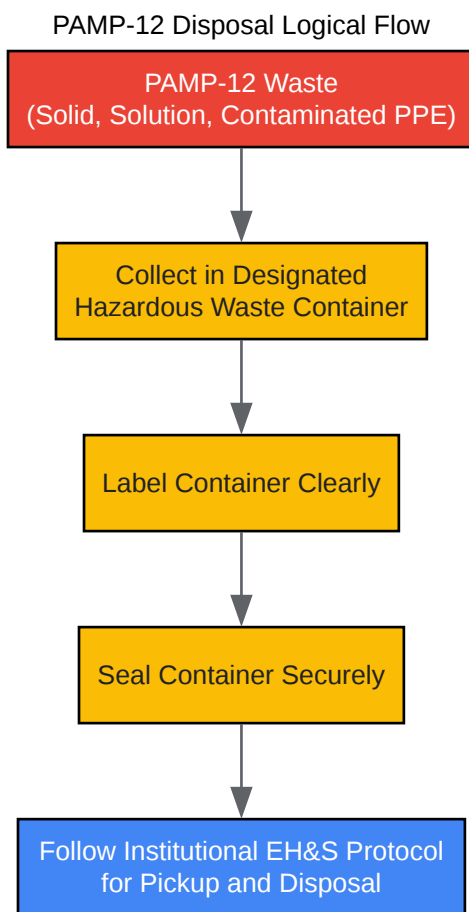 PAMP-12 Disposal Logical Flow
PAMP-12 Waste
(Solid, Solution, Contaminated PPE)
Collect in Designated
Hazardous Waste Container
Label Container Clearly
Seal Container Securely
Follow Institutional EH&S Protocol
for Pickup and Disposal